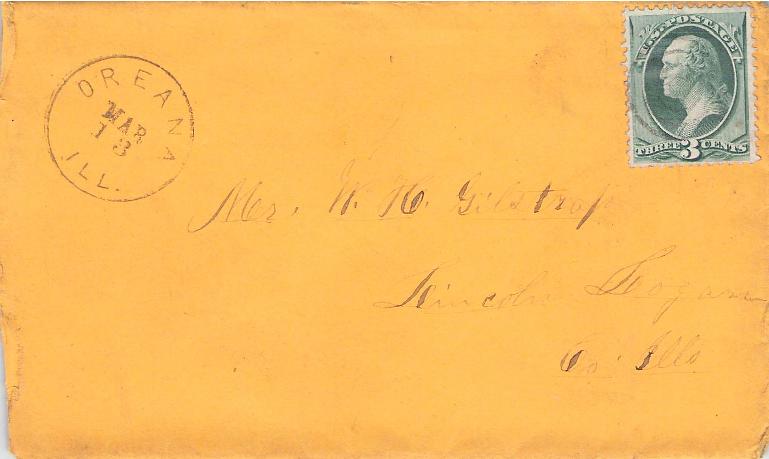 OREANA
MAR
13
ILL.
U.S. POSTAGE
THREE 3 CENTS
Mr. W. H. Gilstrap
Lincoln Logan
Co. Ills.